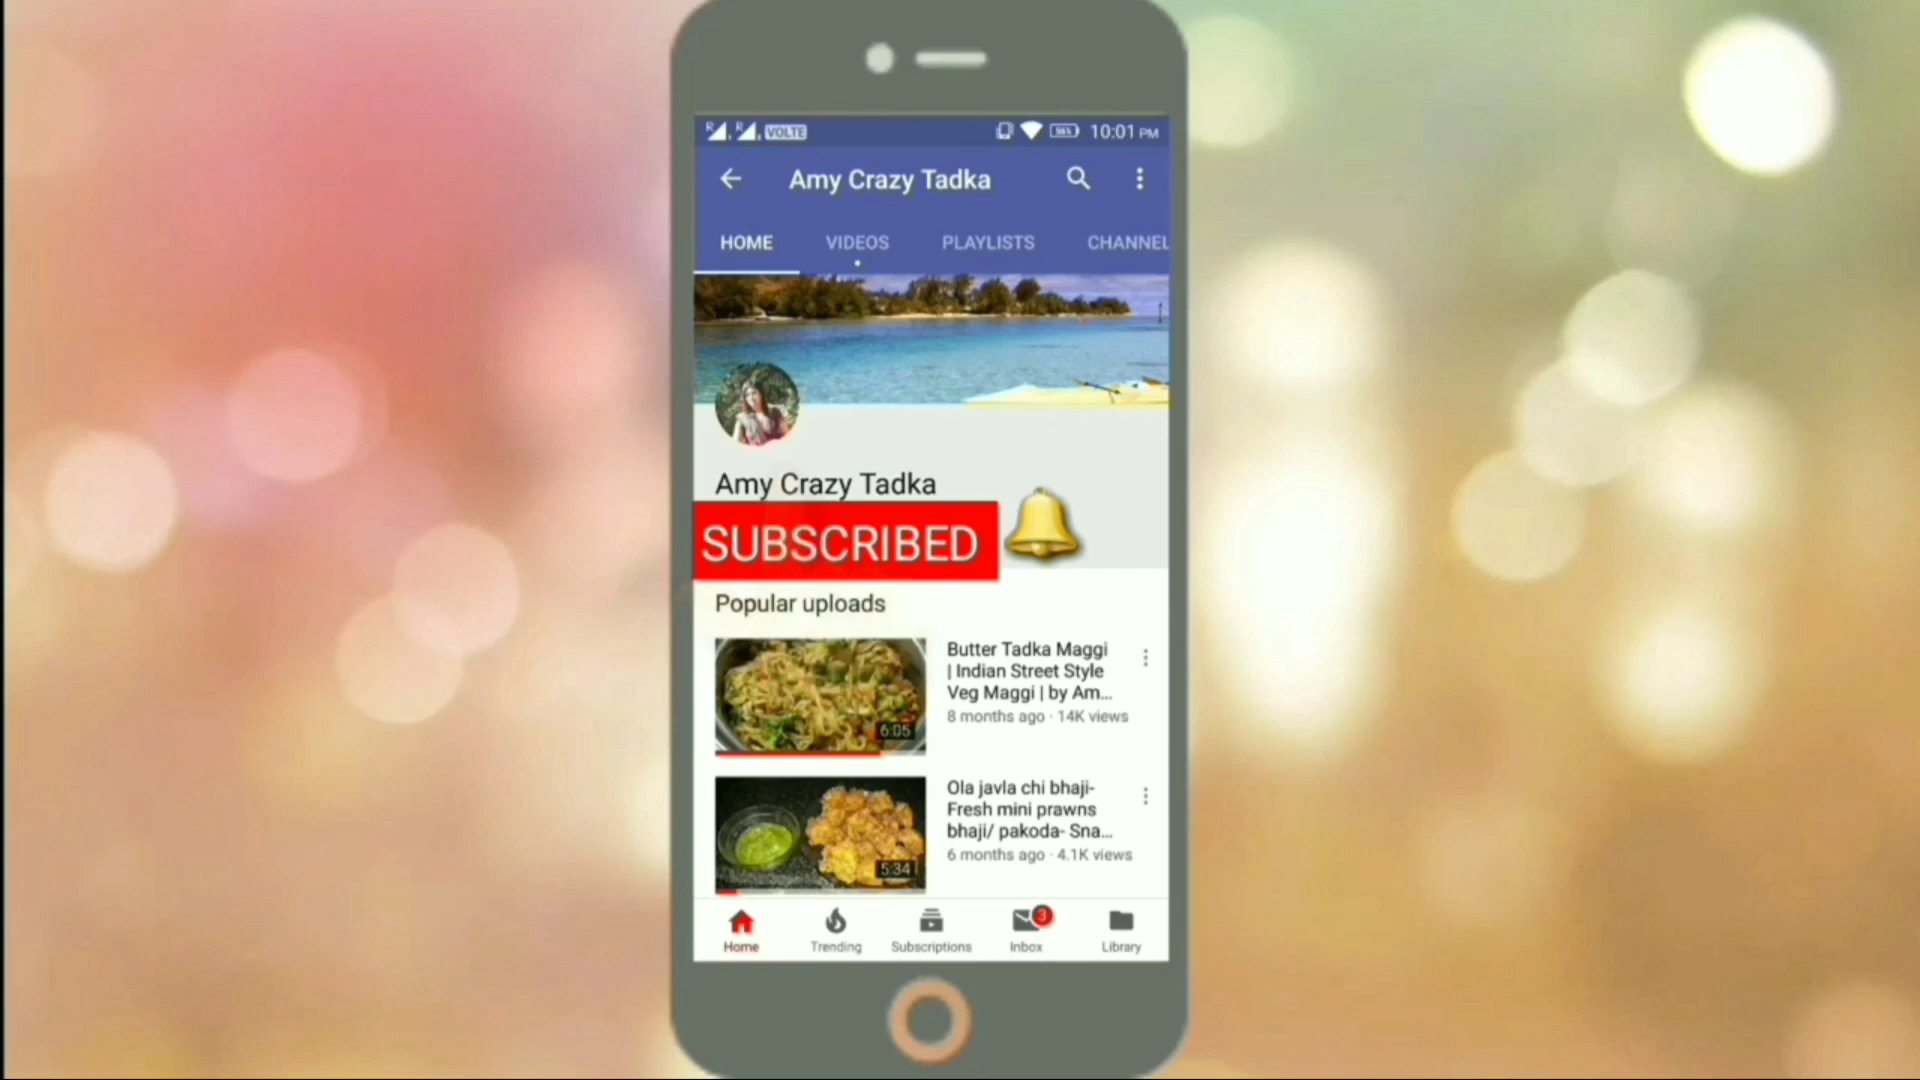 R R VOLTE 56% 10:01 PM
Amy Crazy Tadka
HOME VIDEOS PLAYLISTS CHANNEL
Amy Crazy Tadka
SUBSCRIBED
Popular uploads
Butter Tadka Maggi
| Indian Street Style
Veg Maggi | by Am...
8 months ago · 14K views
6:05
Ola javla chi bhaji-
Fresh mini prawns
bhaji/ pakoda- Sna...
6 months ago · 4.1K views
5:34
3
Home Trending Subscriptions Inbox Library